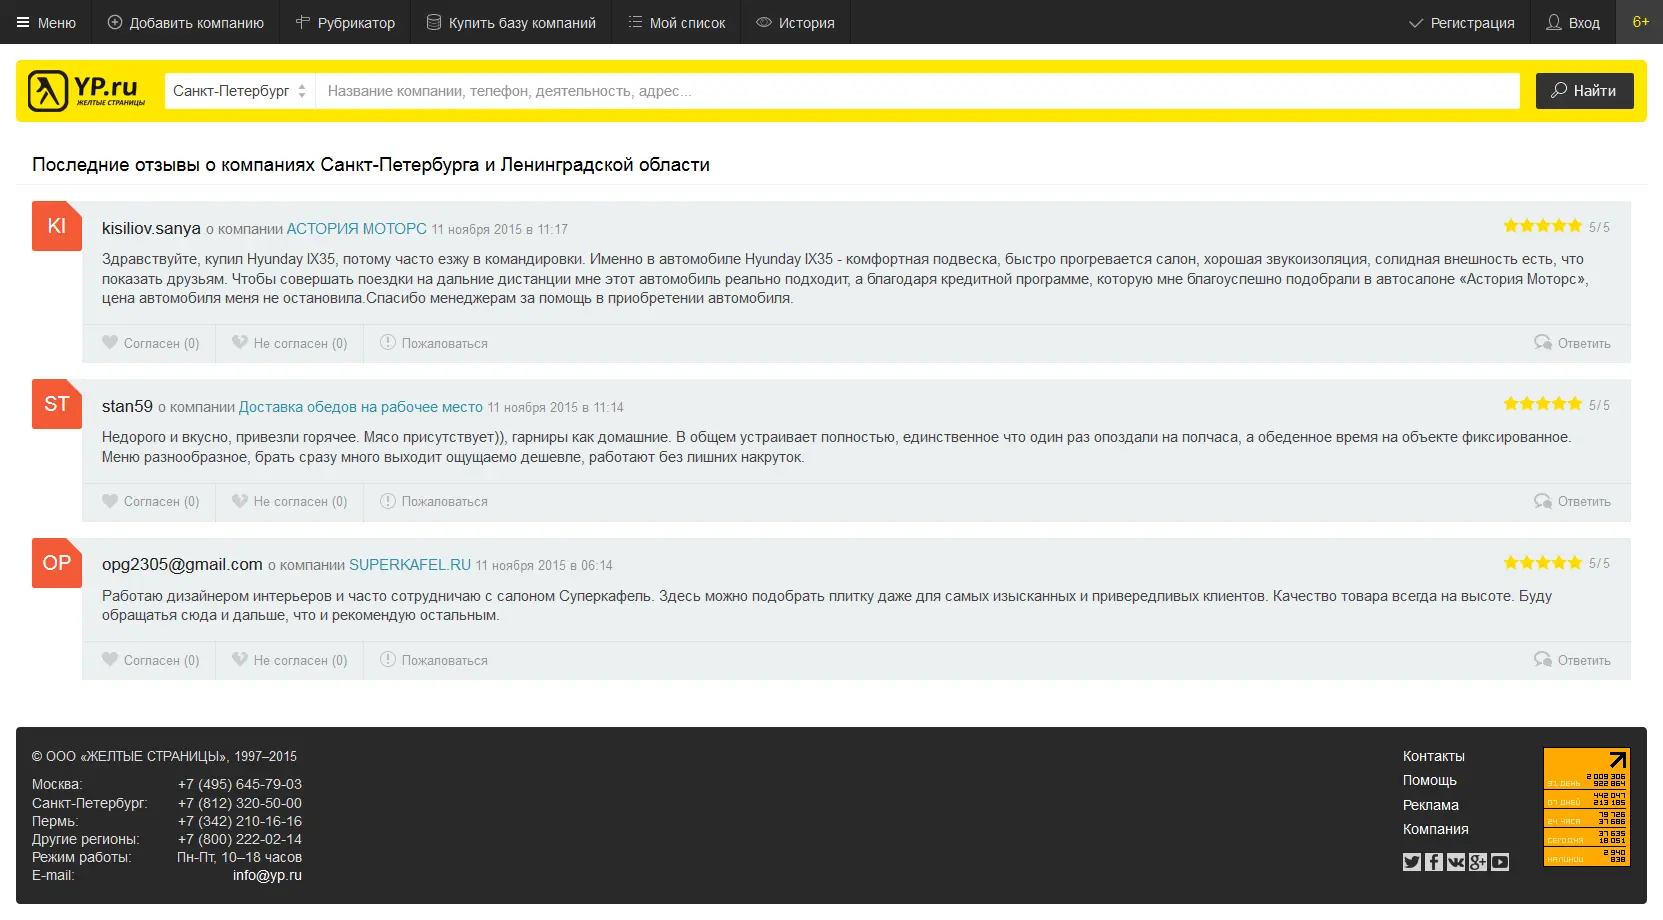 Меню
Добавить компанию
Рубрикатор
Купить базу компаний
Мой список
История
Регистрация
Вход
6+
YP.ru
ЖЕЛТЫЕ СТРАНИЦЫ
Санкт-Петербург
Название компании, телефон, деятельность, адрес...
Найти
Последние отзывы о компаниях Санкт-Петербурга и Ленинградской области
KI
kisiliov.sanya о компании АСТОРИЯ МОТОРС 11 ноября 2015 в 11:17
5/5
Здравствуйте, купил Hyunday IX35, потому часто езжу в командировки. Именно в автомобиле Hyunday IX35 - комфортная подвеска, быстро прогревается салон, хорошая звукоизоляция, солидная внешность есть, что
показать друзьям. Чтобы совершать поездки на дальние дистанции мне этот автомобиль реально подходит, а благодаря кредитной программе, которую мне благоуспешно подобрали в автосалоне «Астория Моторс»,
цена автомобиля меня не остановила.Спасибо менеджерам за помощь в приобретении автомобиля.
Согласен (0)
Не согласен (0)
Пожаловаться
Ответить
ST
stan59 о компании Доставка обедов на рабочее место 11 ноября 2015 в 11:14
5/5
Недорого и вкусно, привезли горячее. Мясо присутствует)), гарниры как домашние. В общем устраивает полностью, единственное что один раз опоздали на полчаса, а обеденное время на объекте фиксированное.
Меню разнообразное, брать сразу много выходит ощущаемо дешевле, работают без лишних накруток.
Согласен (0)
Не согласен (0)
Пожаловаться
Ответить
OP
opg2305@gmail.com о компании SUPERKAFEL.RU 11 ноября 2015 в 06:14
5/5
Работаю дизайнером интерьеров и часто сотрудничаю с салоном Суперкафель. Здесь можно подобрать плитку даже для самых изысканных и привередливых клиентов. Качество товара всегда на высоте. Буду
обращаться сюда и дальше, что и рекомендую остальным.
Согласен (0)
Не согласен (0)
Пожаловаться
Ответить
© ООО «ЖЕЛТЫЕ СТРАНИЦЫ», 1997–2015
Москва: +7 (495) 645-79-03
Санкт-Петербург: +7 (812) 320-50-00
Пермь: +7 (342) 210-16-16
Другие регионы: +7 (800) 222-02-14
Режим работы: Пн-Пт, 10–18 часов
E-mail: info@yp.ru
Контакты
Помощь
Реклама
Компания
2 009 306
31 ДЕНЬ 922 864
442 047
07 ДНЕЙ 213 185
79 726
24 ЧАСА 37 686
37 635
СЕГОДНЯ 18 051
2 940
НА ЛИНИИ 838